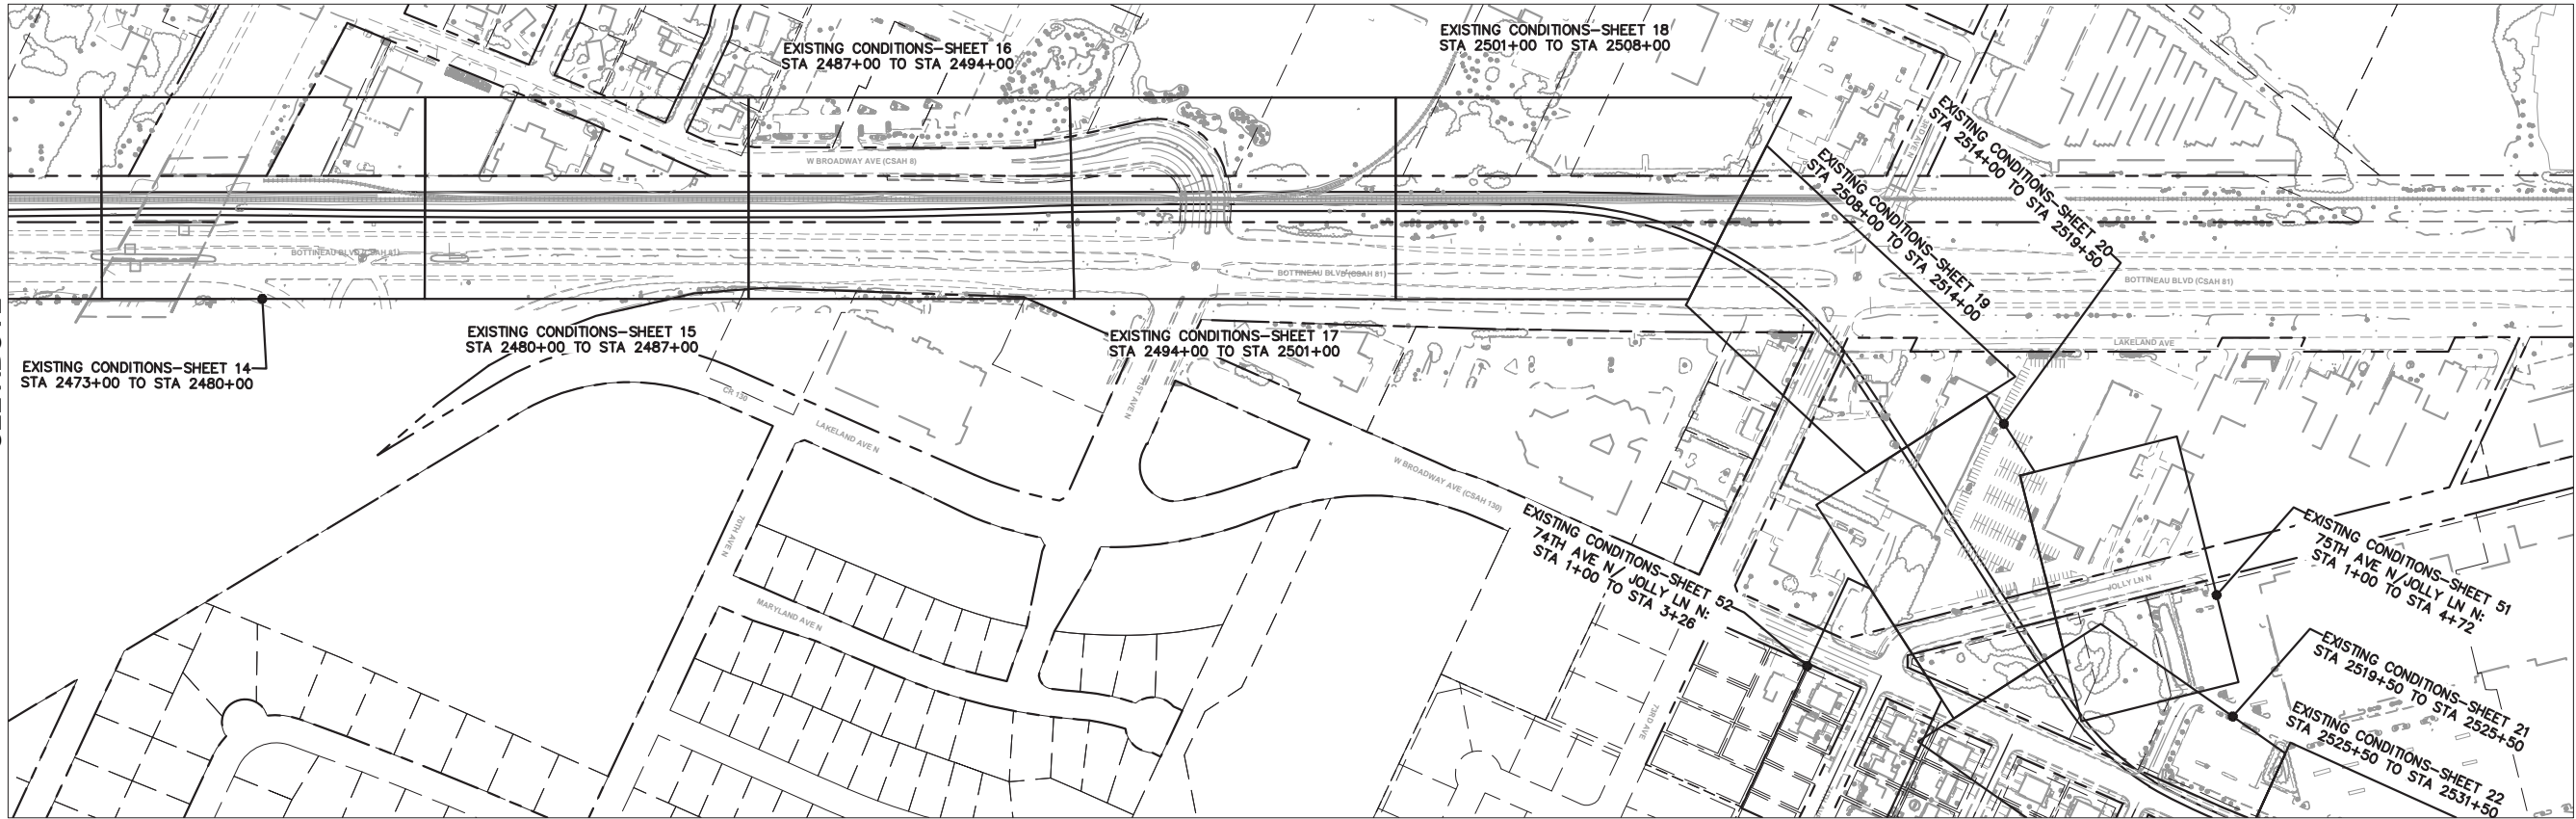 EXISTING CONDITIONS-SHEET 16
STA 2487+00 TO STA 2494+00
EXISTING CONDITIONS-SHEET 18
STA 2501+00 TO STA 2508+00
3RD AVE N
EXISTING CONDITIONS-SHEET 20
STA 2514+00 TO STA 2519+50
EXISTING CONDITIONS-SHEET 19
STA 2508+00 TO STA 2514+00
W BROADWAY AVE (CSAH 8)
BOTTINEAU BLVD (CSAH 81)
BOTTINEAU BLVD (CSAH 81)
BOTTINEAU BLVD (CSAH 81)
LAKELAND AVE
EXISTING CONDITIONS-SHEET 15
STA 2480+00 TO STA 2487+00
EXISTING CONDITIONS-SHEET 17
STA 2494+00 TO STA 2501+00
EXISTING CONDITIONS-SHEET 14
STA 2473+00 TO STA 2480+00
CR 130
71ST AVE N
LAKELAND AVE N
W BROADWAY AVE (CSAH 130)
70TH AVE N
MARYLAND AVE N
EXISTING CONDITIONS-SHEET 52
74TH AVE N/ JOLLY LN N:
STA 1+00 TO STA 3+26
EXISTING CONDITIONS-SHEET 51
75TH AVE N/JOLLY LN N:
STA 1+00 TO STA 4+72
JOLLY LN N
EXISTING CONDITIONS-SHEET 21
STA 2519+50 TO STA 2525+50
EXISTING CONDITIONS-SHEET 22
STA 2525+50 TO STA 2531+50
73RD AVE